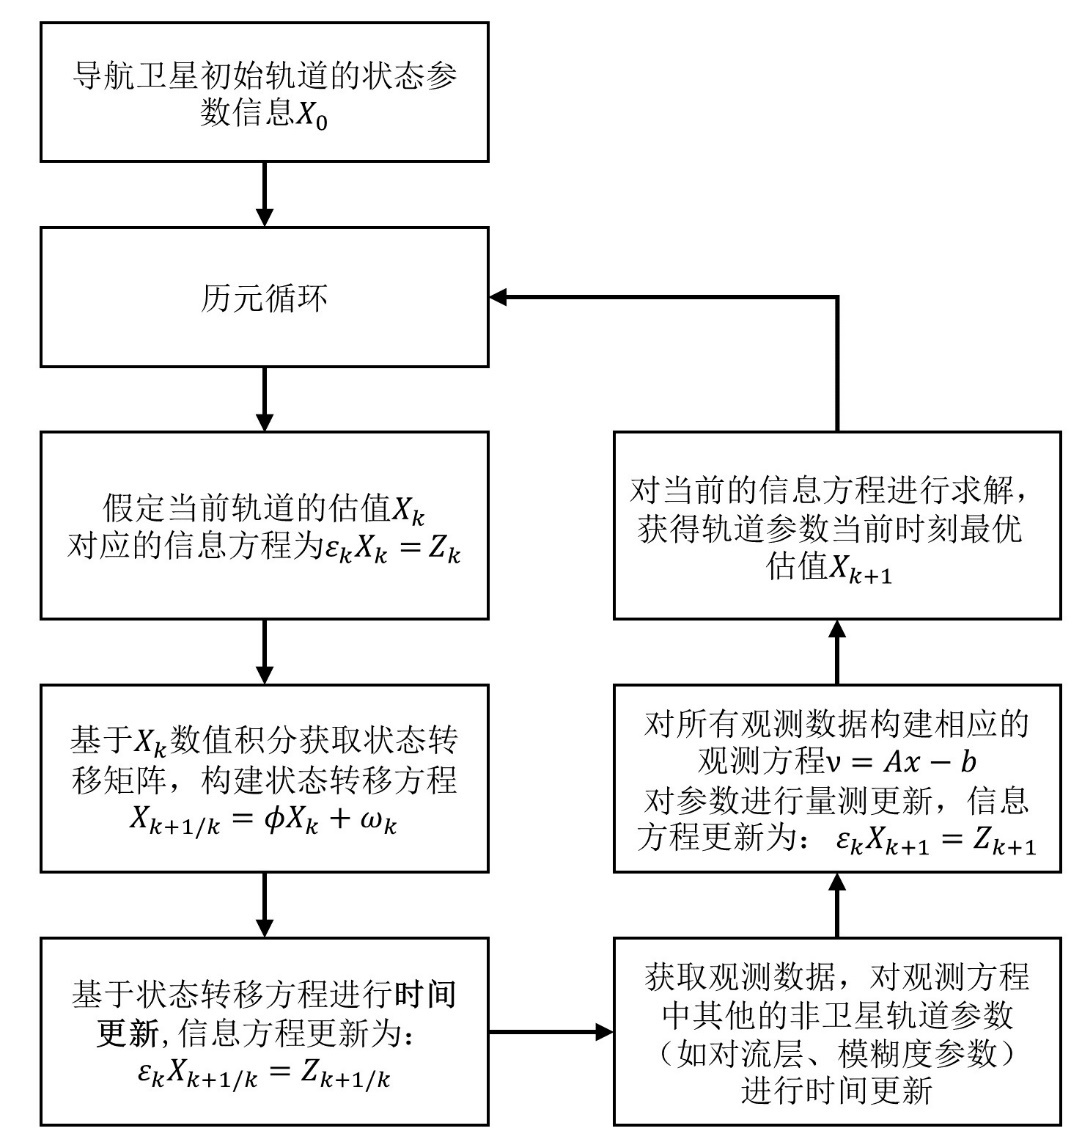 导航卫星初始轨道的状态参
数信息X₀
历元循环
假定当前轨道的估值Xₖ
对应的信息方程为εₖXₖ = Zₖ
基于Xₖ数值积分获取状态转
移矩阵，构建状态转移方程
Xₖ₊₁/ₖ = ϕXₖ + ωₖ
基于状态转移方程进行时间
更新,信息方程更新为：
εₖXₖ₊₁/ₖ = Zₖ₊₁/ₖ
获取观测数据，对观测方程
中其他的非卫星轨道参数
（如对流层、模糊度参数）
进行时间更新
对所有观测数据构建相应的
观测方程ν = Ax − b
对参数进行量测更新，信息
方程更新为： εₖXₖ₊₁ = Zₖ₊₁
对当前的信息方程进行求解，
获得轨道参数当前时刻最优
估值Xₖ₊₁